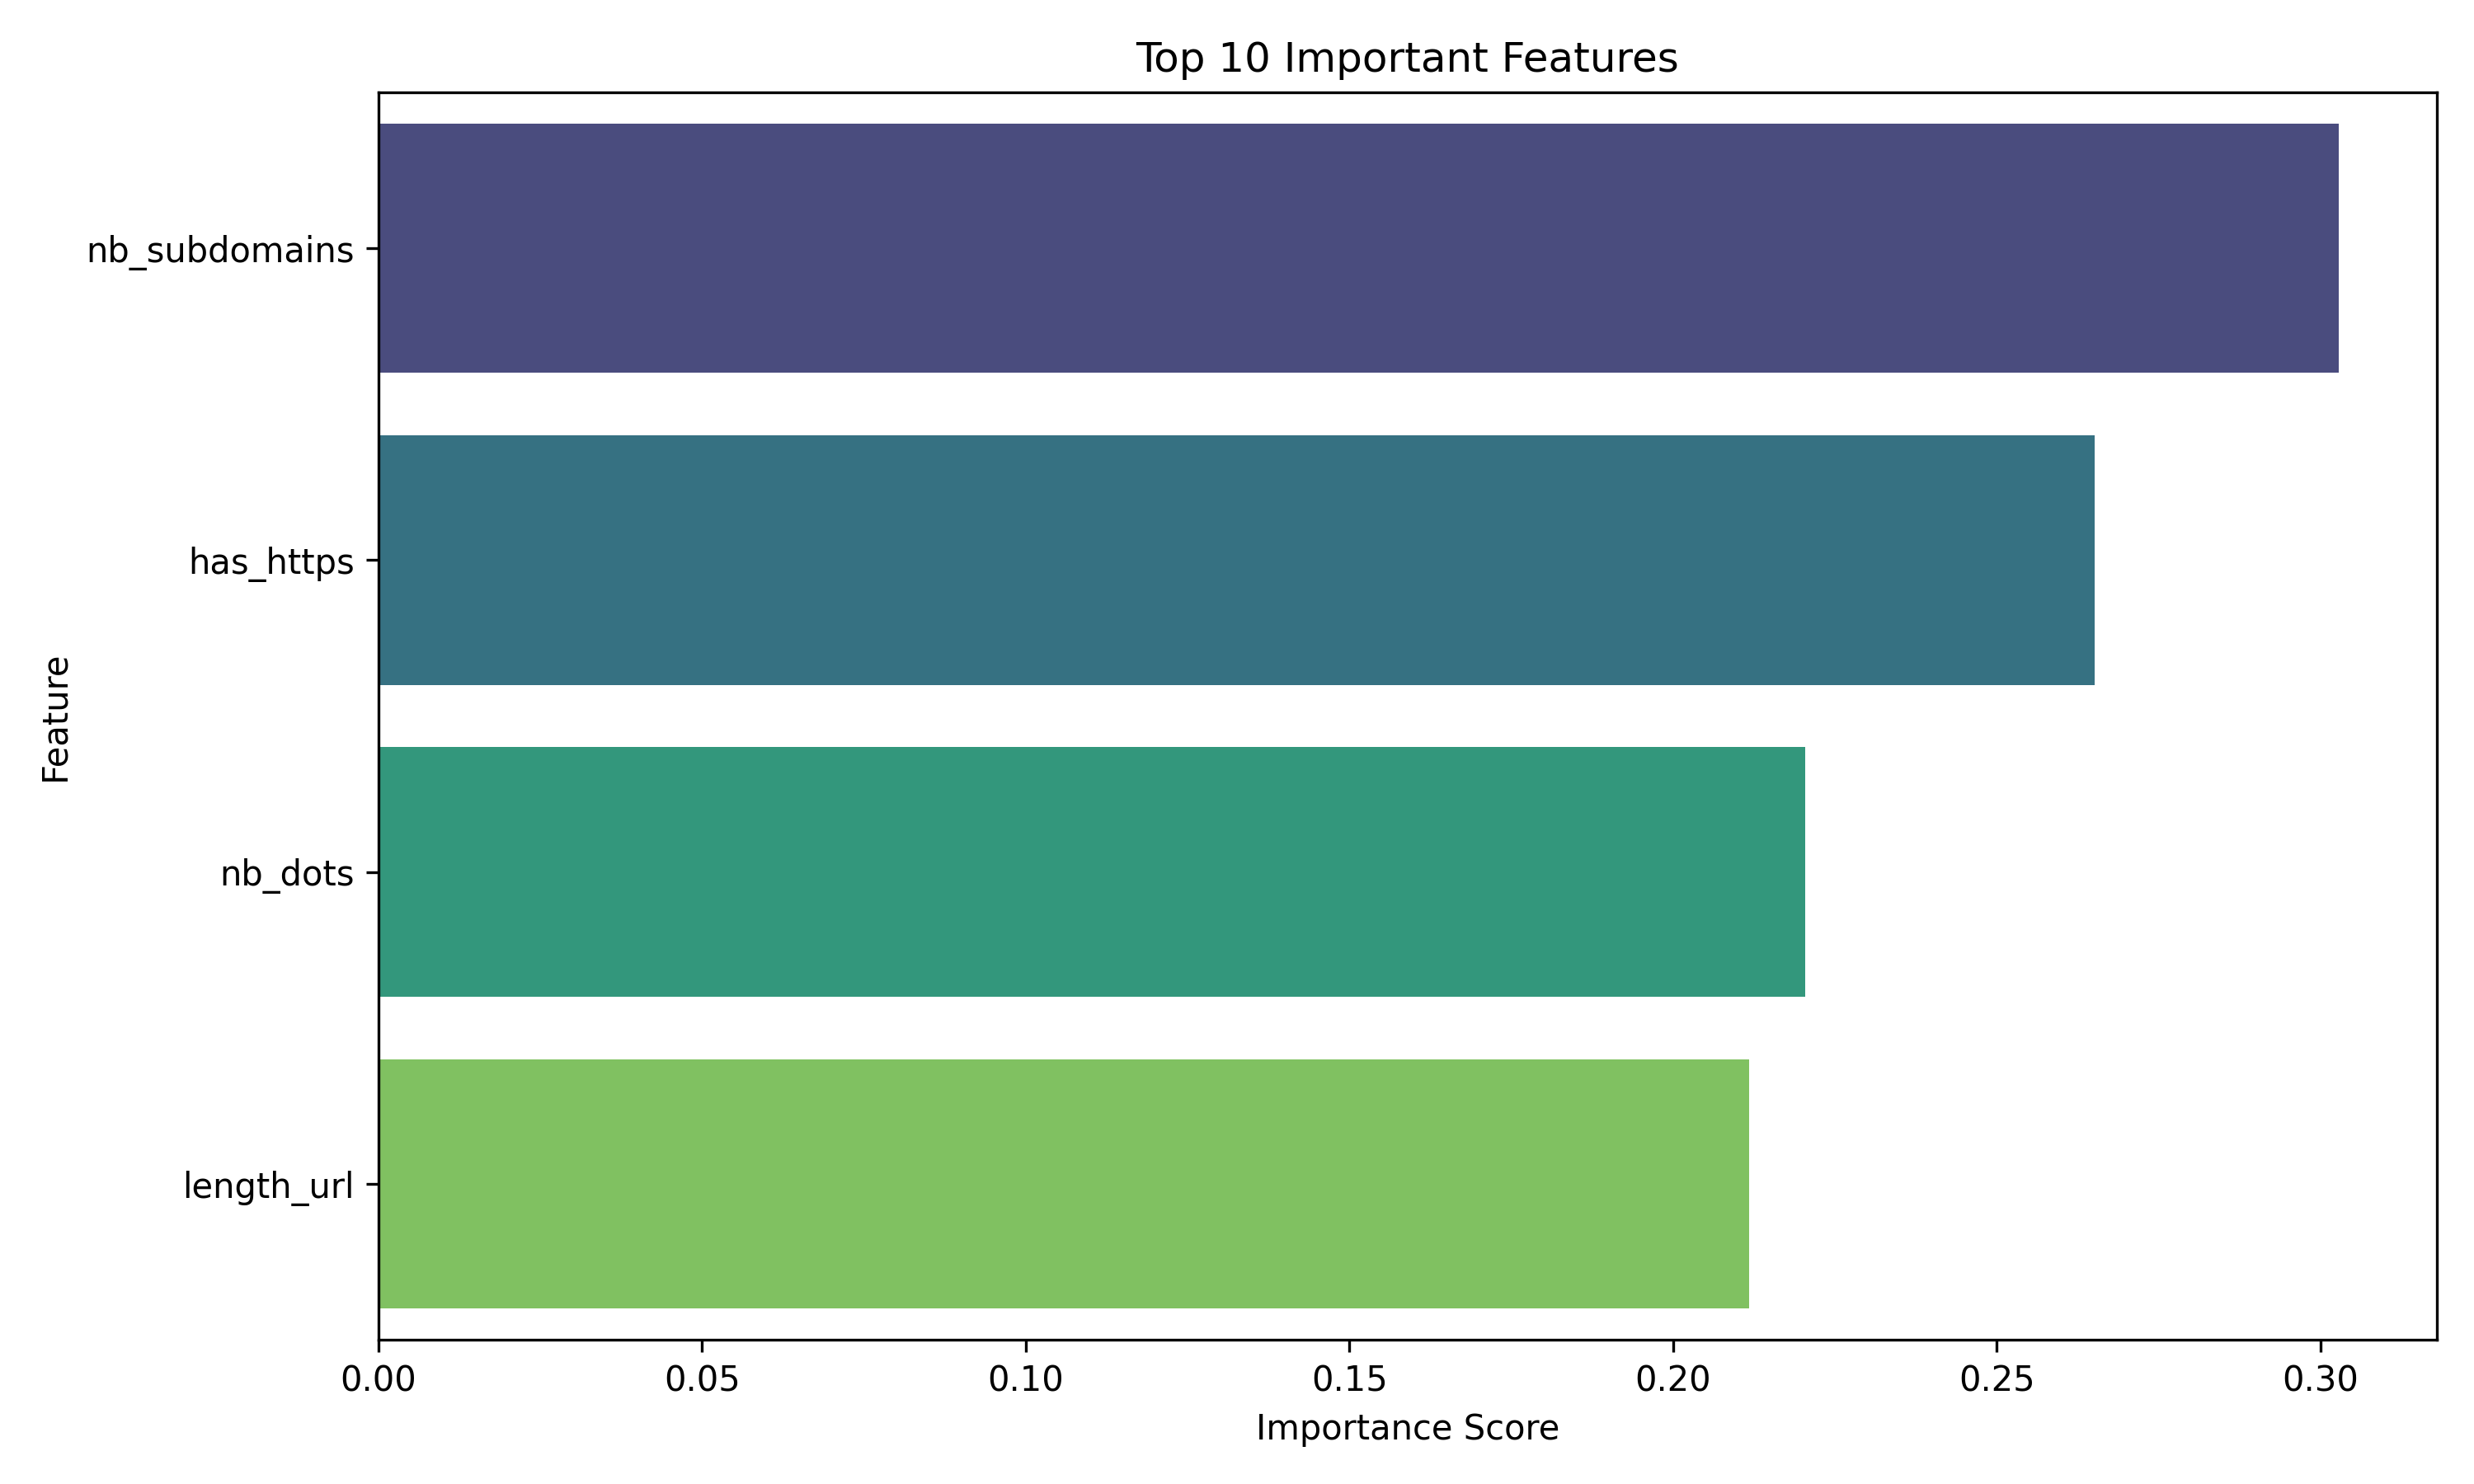 Top 10 Important Features
nb_subdomains
has_https
nb_dots
length_url
Feature
0.00 0.05 0.10 0.15 0.20 0.25 0.30
Importance Score